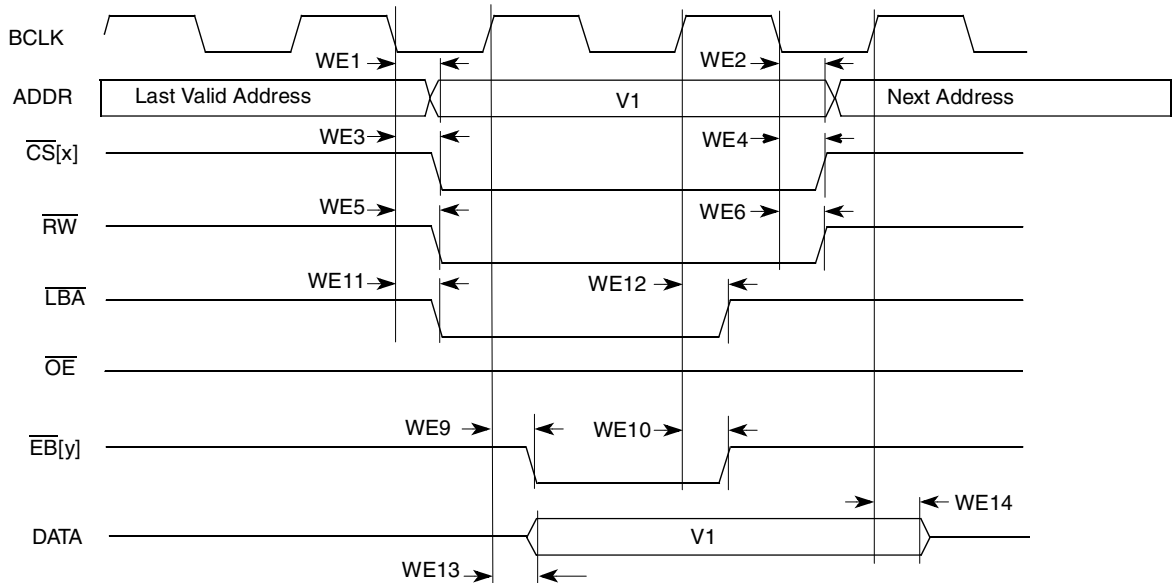 BCLK
WE1 WE2
ADDR Last Valid Address V1 Next Address
WE3 WE4
CS[x]
WE5 WE6
RW
WE11 WE12
LBA
OE
WE9 WE10
EB[y]
WE14
DATA V1
WE13